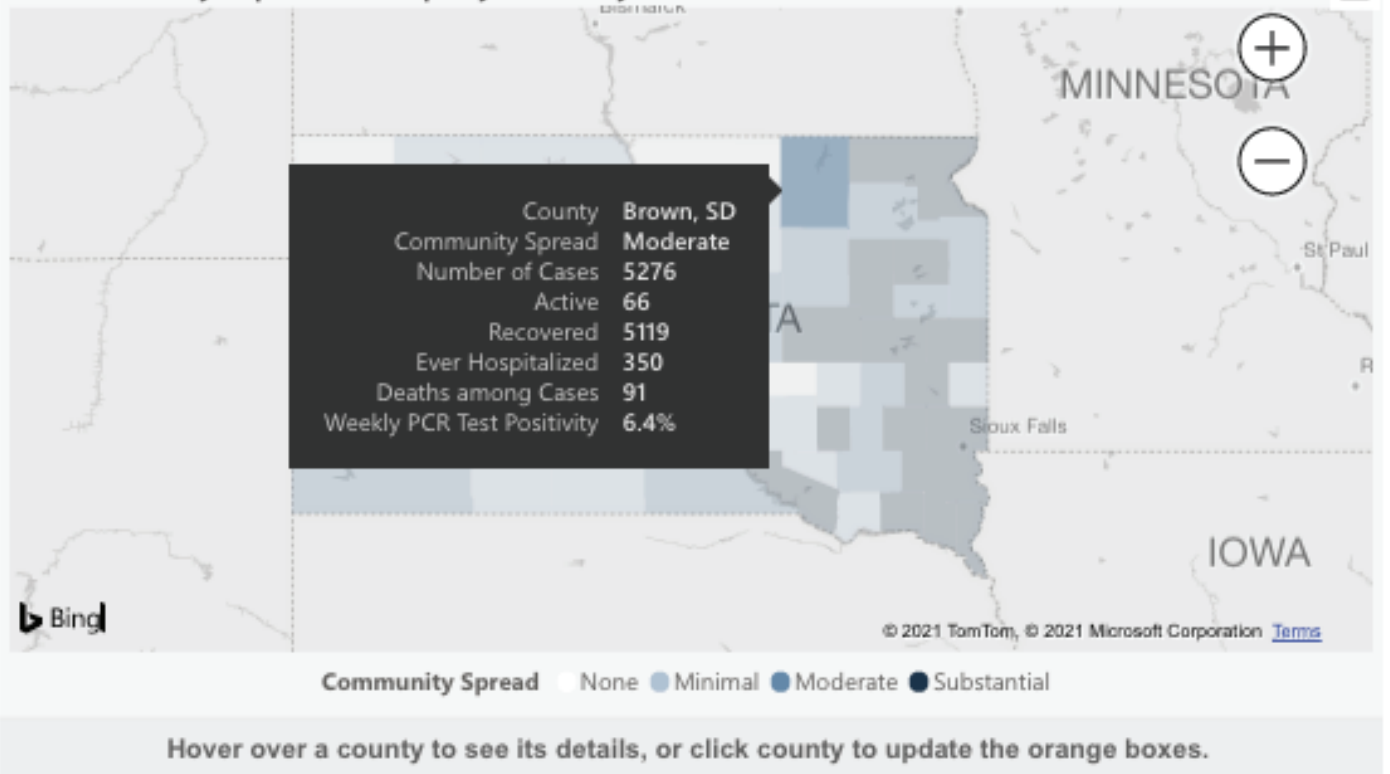 Bismarck
MINNESOTA
County Brown, SD
Community Spread Moderate
Number of Cases 5276
Active 66
Recovered 5119
Ever Hospitalized 350
Deaths among Cases 91
Weekly PCR Test Positivity 6.4%
St Paul
TA
R
Sioux Falls
IOWA
Bing
© 2021 TomTom, © 2021 Microsoft Corporation Terms
Community Spread None Minimal Moderate Substantial
Hover over a county to see its details, or click county to update the orange boxes.